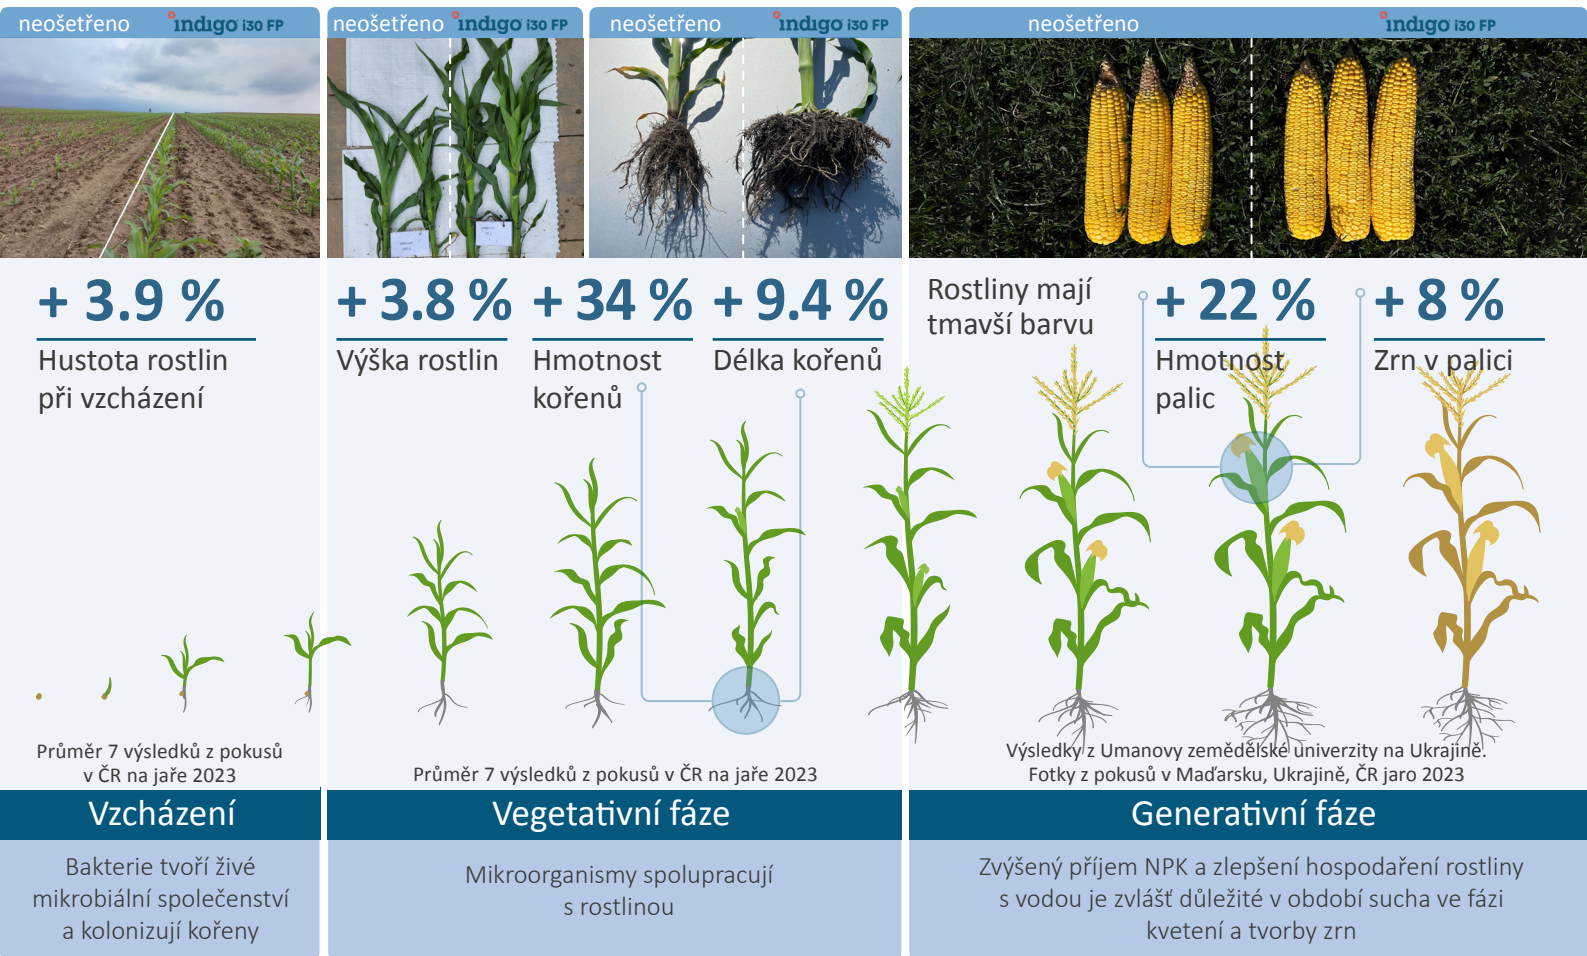 neošetřeno
indigo i30 FP
neošetřeno
indigo i30 FP
neošetřeno
indigo i30 FP
neošetřeno
indigo i30 FP
+ 3.9 %
Hustota rostlin
při vzcházení
+ 3.8 %
Výška rostlin
+ 34 %
Hmotnost
kořenů
+ 9.4 %
Délka kořenů
Rostliny mají
tmavší barvu
+ 22 %
Hmotnost
palic
+ 8 %
Zrn v palici
Průměr 7 výsledků z pokusů
v ČR na jaře 2023
Průměr 7 výsledků z pokusů v ČR na jaře 2023
Výsledky z Umanovy zemědělské univerzity na Ukrajině.
Fotky z pokusů v Maďarsku, Ukrajině, ČR jaro 2023
Vzcházení
Vegetativní fáze
Generativní fáze
Bakterie tvoří živé
mikrobiální společenství
a kolonizují kořeny
Mikroorganismy spolupracují
s rostlinou
Zvýšený příjem NPK a zlepšení hospodaření rostliny
s vodou je zvlášť důležité v období sucha ve fázi
kvetení a tvorby zrn